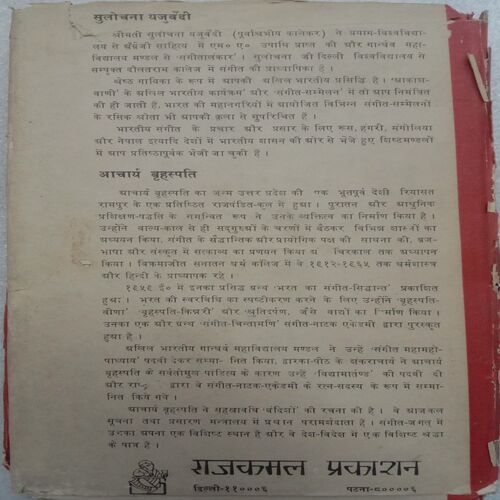 सुलोचना यजुर्वेदी
श्रीमती सुलोचना यजुर्वेदी (पूर्वाश्रमीय कालेकर) ने प्रयाग-विश्वविद्या-
लय से अँग्रेजी साहित्य में एम० ए० उपाधि प्राप्त की और गान्धर्व महा-
विद्यालय मण्डल से 'संगीतालंकार' । सुलोचना जी दिल्ली विश्वविद्यालय से
सम्पृक्त दौलतराम कालेज में संगीत की प्राध्यापिका हैं ।
श्रेष्ठ गायिका के रूप में आपकी अखिल भारतीय प्रसिद्धि है । 'आकाश-
वाणी' के अखिल भारतीय कार्यक्रम' और 'संगीत-सम्मेलन' में तो आप निमंत्रित
की ही जाती हैं, भारत की महानगरियों में आयोजित विभिन्न संगीत-सम्मेलनों
के रसिक श्रोता भी आपकी कला से सुपरिचित हैं ।
भारतीय संगीत के प्रचार और प्रसार के लिए रूस, हंगरी, मंगोलिया
और नेपाल इत्यादि देशों में भारतीय शासन की ओर से भेजे हुए शिष्टमण्डलों
में आप प्रतिष्ठापूर्वक भेजी जा चुकी हैं ।
आचार्य बृहस्पति
आचार्य बृहस्पति का जन्म उत्तर प्रदेश की एक भूतपूर्व देशी रियासत
रामपुर के एक प्रतिष्ठित राजपंडित-कुल में हुआ । पुरातन और आधुनिक
प्रशिक्षण-पद्धति के समन्वित रूप ने उनके व्यक्तित्व का निर्माण किया है ।
उन्होंने बाल्य-काल से ही सद्गुरुओं के चरणों में बैठकर विभिन्न शास्त्रों का
अध्ययन किया, संगीत के सैद्धान्तिक और प्रायोगिक पक्ष की साधना की, ब्रज-
भाषा और संस्कृत में सत्काव्य का प्रणयन किया चिरकाल तक अध्यापन
किया । विक्रमाजीत सनातन धर्म कालिज में वे १९१२-१९६५ तक धर्मशास्त्र
और हिन्दी के प्राध्यापक रहे ।
१९५९ ई० में इनका प्रसिद्ध ग्रन्थ 'भरत का संगीत-सिद्धान्त' प्रकाशित
हुआ । भरत की स्वरविधि का स्पष्टीकरण करने के लिए उन्होंने 'बृहस्पति-
वीणा' 'बृहस्पति-किन्नरी' और 'श्रुतिदर्पण', जैसे वाद्यों का निर्माण किया ।
उनका एक और ग्रन्थ 'संगीत-चिन्तामणि' संगीत-नाटक एकेडमी द्वारा पुरस्कृत
हुआ है ।
अखिल भारतीय गान्धर्व महाविद्यालय मण्डल ने उन्हें 'संगीत महामहो-
पाध्याय' पदवी देकर सम्मानित किया, द्वारका-पीठ के शंकराचार्य ने आचार्य
बृहस्पति के सर्वतोमुख पांडित्य के कारण उन्हें 'विद्यामार्तण्ड' की पदवी दी
और द्वारा वे संगीत-नाटक-एकेडमी के रत्न-सदस्य के रूप में सम्मा-
नित किये गये ।
आचार्य बृहस्पति ने सहस्रावधि बंदिशों' की रचना की है । वे आजकल
सूचना तथा प्रसारण मन्त्रालय में प्रधान परामर्शदाता हैं । संगीत-जगत् में
उनका अपना एक विशिष्ट स्थान है और वे देश-विदेश में एक विशिष्ट श्रद्धा
के पात्र हैं ।
राजकमल प्रकाशन
दिल्ली-११०००६ पटना-८००००६